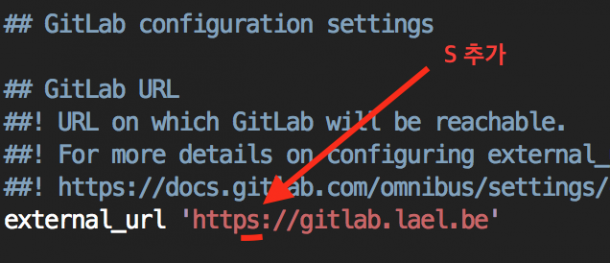 ## GitLab configuration settings
S 추가
## GitLab URL
##! URL on which GitLab will be reachable.
##! For more details on configuring external_
##! https://docs.gitlab.com/omnibus/settings/
external_url 'https://gitlab.lael.be'